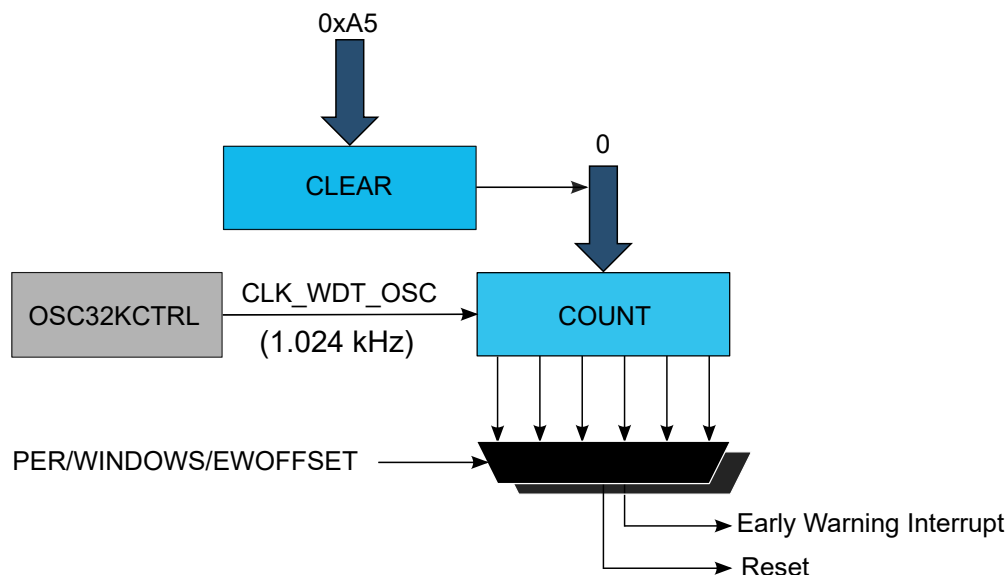 0xA5
0
CLEAR
OSC32KCTRL
CLK_WDT_OSC
(1.024 kHz)
COUNT
PER/WINDOWS/EWOFFSET
Early Warning Interrupt
Reset